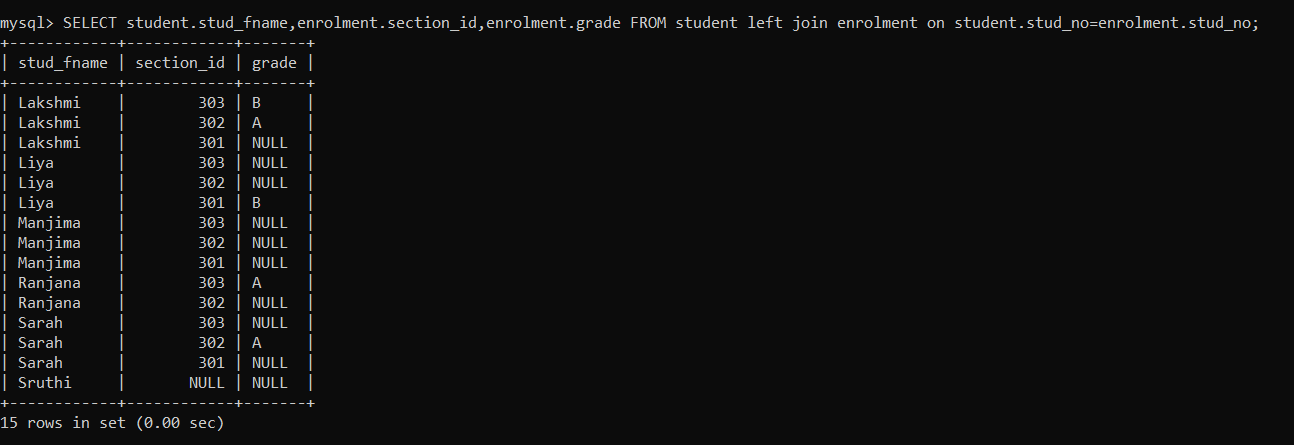 mysql> SELECT student.stud_fname,enrolment.section_id,enrolment.grade FROM student left join enrolment on student.stud_no=enrolment.stud_no;
+------------+------------+-------+
| stud_fname | section_id | grade |
+------------+------------+-------+
| Lakshmi    |        303 | B     |
| Lakshmi    |        302 | A     |
| Lakshmi    |        301 | NULL  |
| Liya       |        303 | NULL  |
| Liya       |        302 | NULL  |
| Liya       |        301 | B     |
| Manjima    |        303 | NULL  |
| Manjima    |        302 | NULL  |
| Manjima    |        301 | NULL  |
| Ranjana    |        303 | A     |
| Ranjana    |        302 | NULL  |
| Sarah      |        303 | NULL  |
| Sarah      |        302 | A     |
| Sarah      |        301 | NULL  |
| Sruthi     |       NULL | NULL  |
+------------+------------+-------+
15 rows in set (0.00 sec)